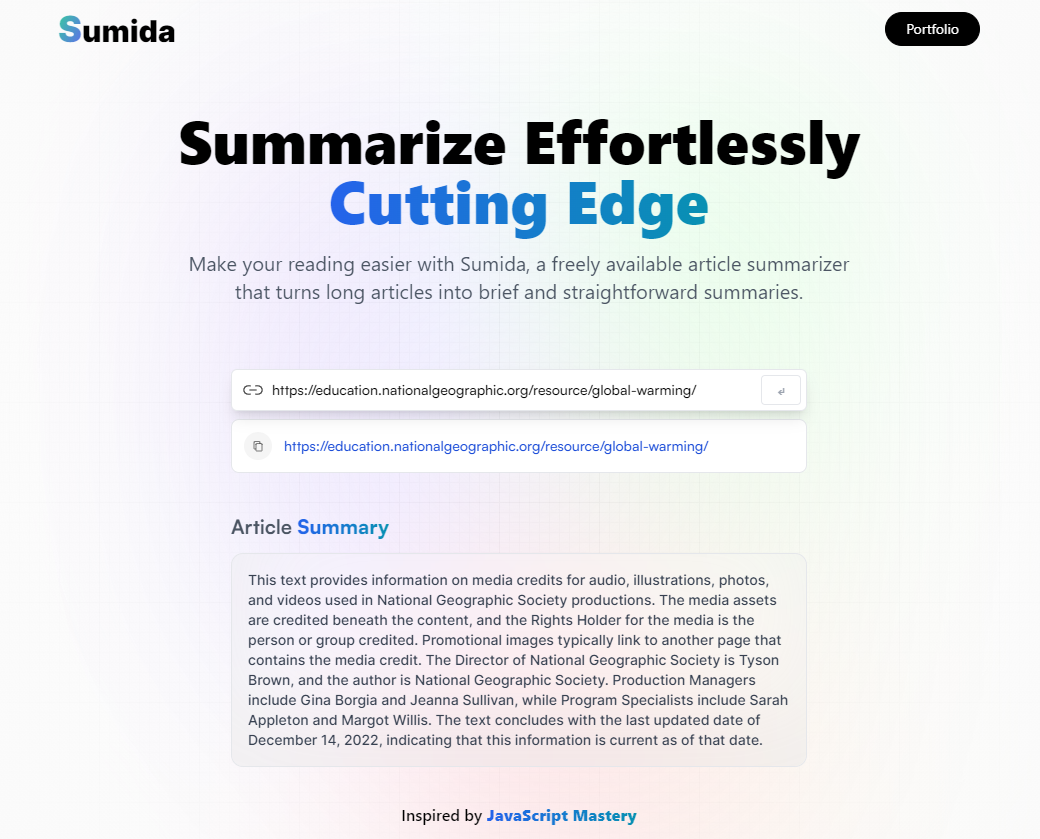 Sumida
Portfolio
Summarize Effortlessly
Cutting Edge
Make your reading easier with Sumida, a freely available article summarizer
that turns long articles into brief and straightforward summaries.
https://education.nationalgeographic.org/resource/global-warming/
https://education.nationalgeographic.org/resource/global-warming/
Article Summary
This text provides information on media credits for audio, illustrations, photos,
and videos used in National Geographic Society productions. The media assets
are credited beneath the content, and the Rights Holder for the media is the
person or group credited. Promotional images typically link to another page that
contains the media credit. The Director of National Geographic Society is Tyson
Brown, and the author is National Geographic Society. Production Managers
include Gina Borgia and Jeanna Sullivan, while Program Specialists include Sarah
Appleton and Margot Willis. The text concludes with the last updated date of
December 14, 2022, indicating that this information is current as of that date.
Inspired by JavaScript Mastery